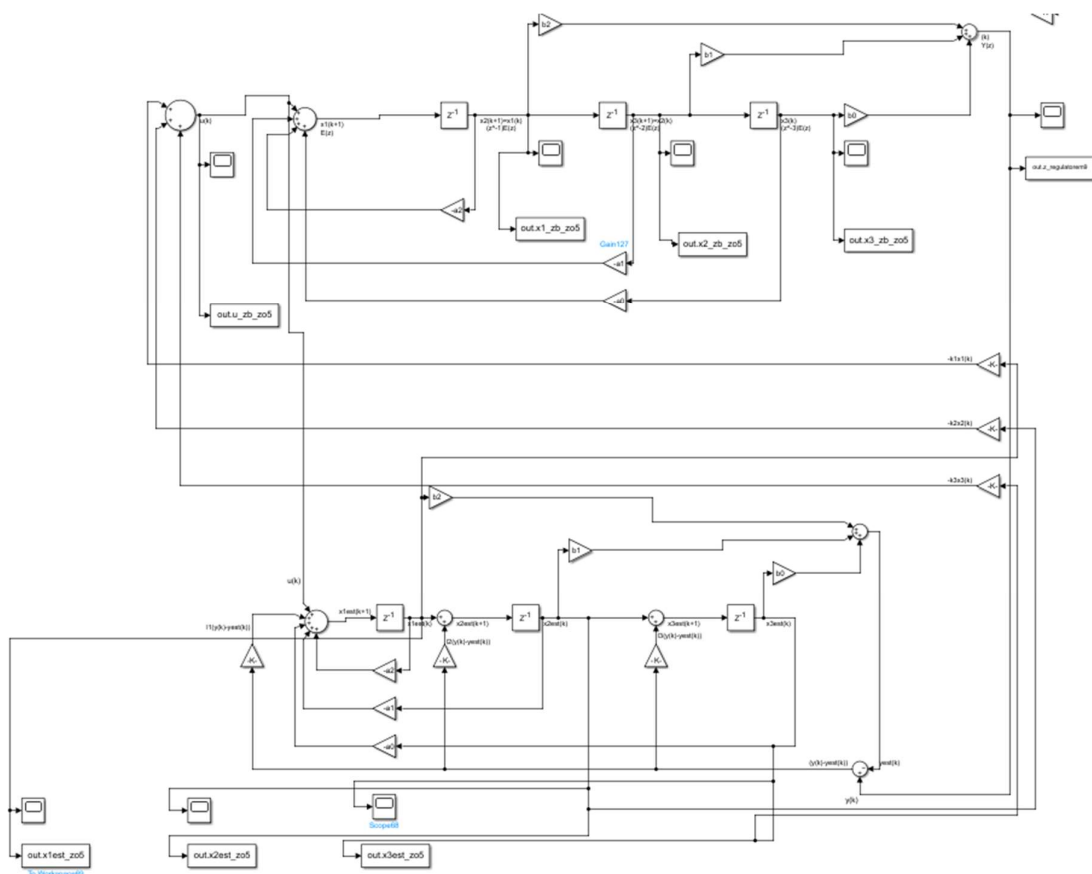 b2
(k)
Y(z)
b1
u(k)
x1(k+1)
E(z)
z-1
x2(k+1)=x1(k)
(z^-1)E(z)
z-1
x3(k+1)=x2(k)
(z^-2)E(z)
z-1
x3(k)
(z^-3)E(z)
b0
out.z_regulatorem9
-a2
out.x1_zb_zo5
out.x2_zb_zo5
out.x3_zb_zo5
Gain127
-a1
-a0
out.u_zb_zo5
-k1x1(k)
-K-
-k2x2(k)
-K-
-k3x3(k)
-K-
b2
b1
b0
u(k)
x1est(k+1)
z-1
x1est(k)
x2est(k+1)
z-1
x2est(k)
x3est(k+1)
z-1
x3est(k)
l1(y(k)-yest(k))
l2(y(k)-yest(k))
l3(y(k)-yest(k))
-K-
-a2
-K-
-K-
-a1
-a0
(y(k)-yest(k))
yest(k)
y(k)
Scope68
out.x1est_zo5
out.x2est_zo5
out.x3est_zo5